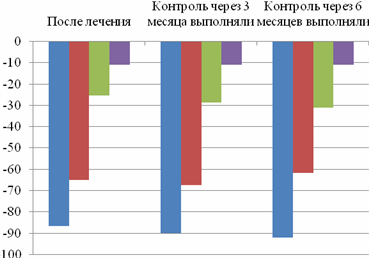 После лечения
Контроль через 3
месяца выполняли
Контроль через 6
месяцев выполняли
0
-10
-20
-30
-40
-50
-60
-70
-80
-90
-100